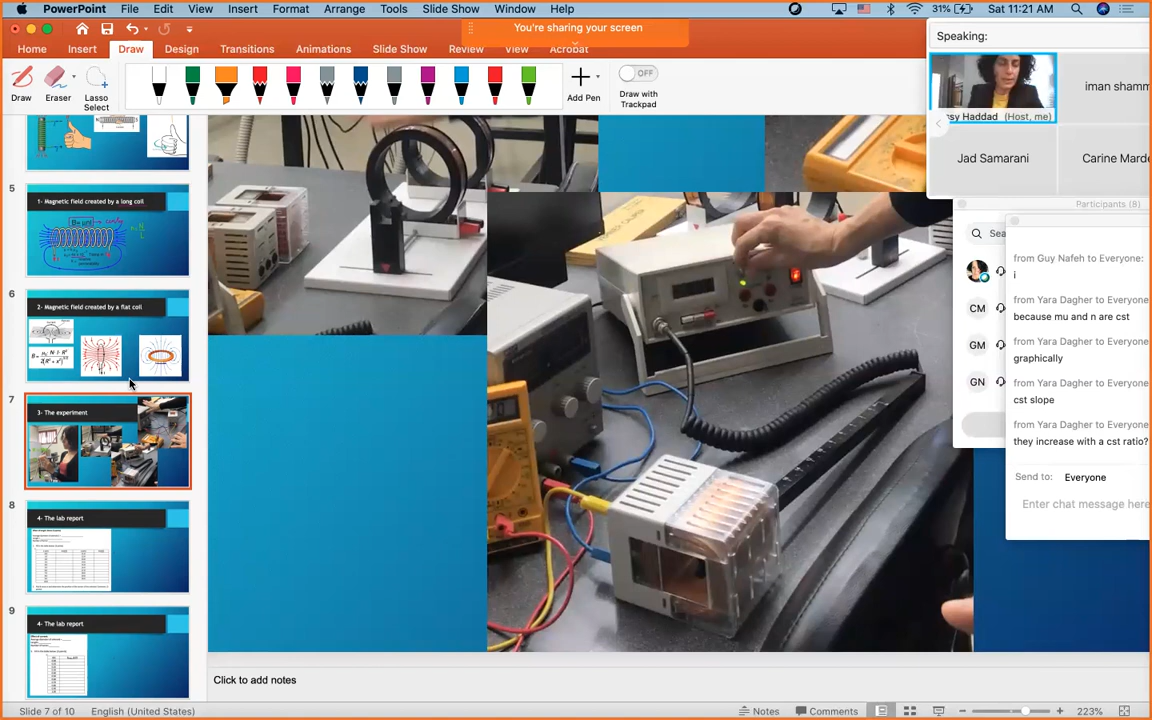 PowerPoint File Edit View Insert Format Arrange Tools Slide Show Window Help 31% Sat 11:21 AM
You're sharing your screen
Home Insert Draw Design Transitions Animations Slide Show Review View Acrobat
Draw Eraser Lasso Select Add Pen OFF Draw with Trackpad
Speaking:
iman shamm
ssy Haddad (Host, me)
Jad Samarani Carine Marde
Participants (8)
Sea
CM
GM
GN
from Guy Nafeh to Everyone:
i
from Yara Dagher to Everyone
because mu and n are cst
from Yara Dagher to Everyone
graphically
from Yara Dagher to Everyone
cst slope
from Yara Dagher to Everyone
they increase with a cst ratio?
Send to: Everyone
Enter chat message here
5
1- Magnetic field created by a long coil
6
2- Magnetic field created by a flat coil
7
3- The experiment
8
4- The lab report
9
4- The lab report
Click to add notes
Slide 7 of 10 English (United States) Notes Comments 223%